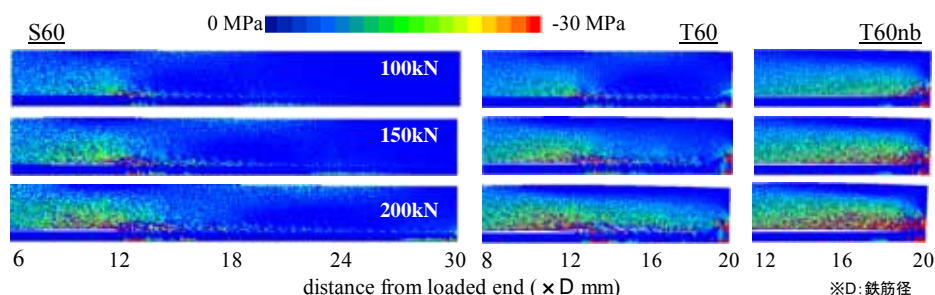 0 MPa -30 MPa
S60 T60 T60nb
100kN
150kN
200kN
6 12 18 24 30 8 12 16 20 12 16 20
distance from loaded end ( × D mm)
※D:鉄筋径